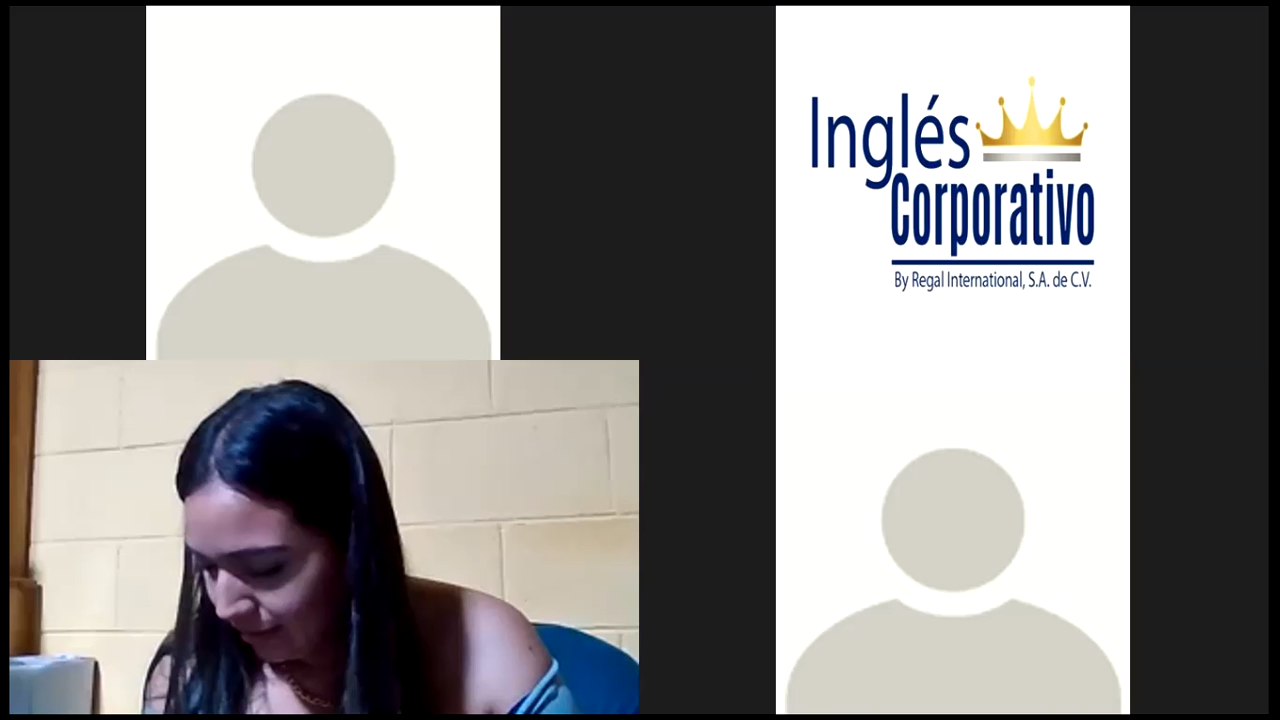 Inglés
Corporativo
By Regal International, S.A. de C.V.